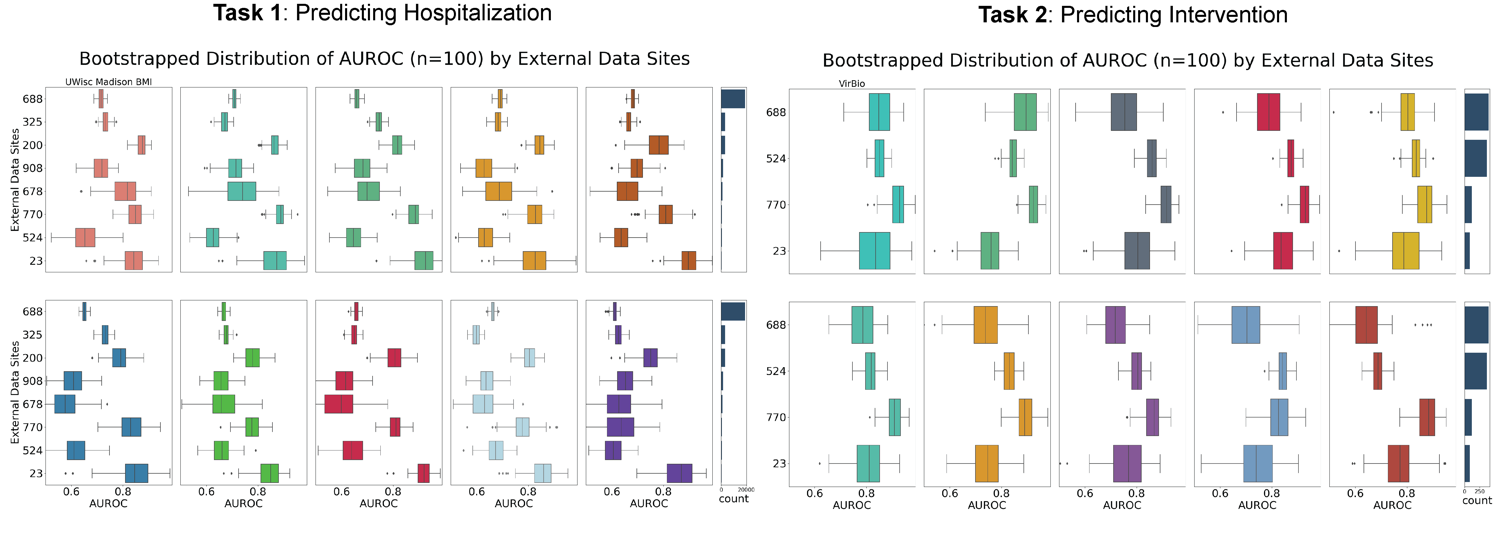 Task 1: Predicting Hospitalization
Bootstrapped Distribution of AUROC (n=100) by External Data Sites
UWisc Madison BMI
External Data Sites
688
325
200
908
678
770
524
23
External Data Sites
688
325
200
908
678
770
524
23
0.6 0.8 0.6 0.8 0.6 0.8 0.6 0.8 0.6 0.8 0 20000
AUROC AUROC AUROC AUROC AUROC count
Task 2: Predicting Intervention
Bootstrapped Distribution of AUROC (n=100) by External Data Sites
VirBio
688
524
770
23
688
524
770
23
0.6 0.8 0.6 0.8 0.6 0.8 0.6 0.8 0.6 0.8 0 250
AUROC AUROC AUROC AUROC AUROC count